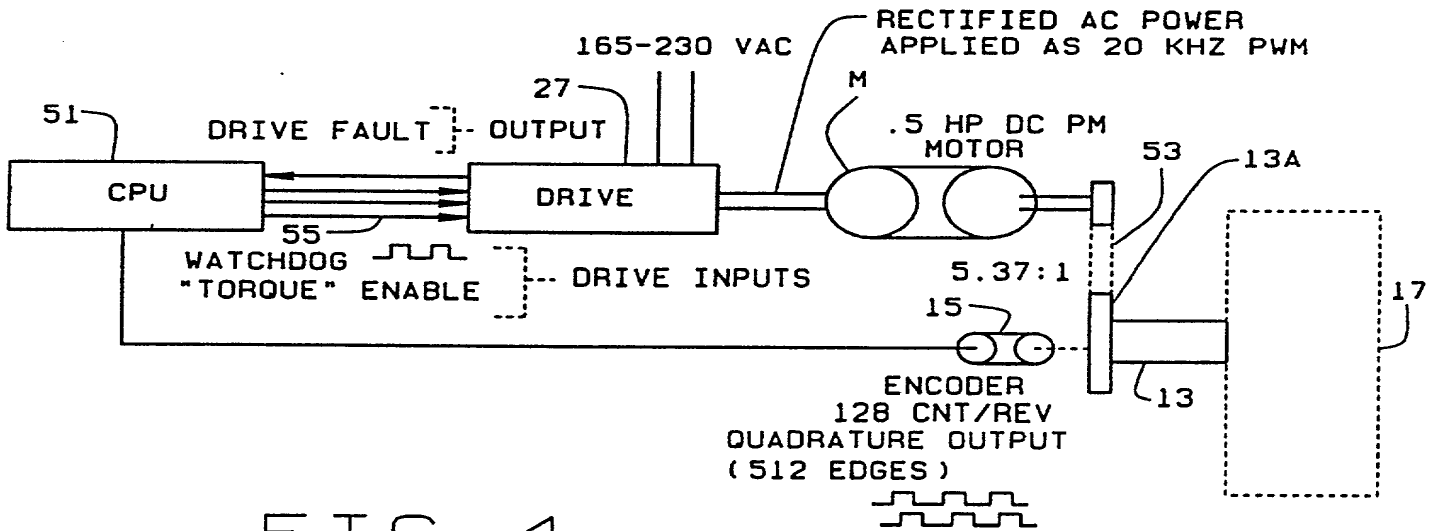 RECTIFIED AC POWER
APPLIED AS 20 KHZ PWM
165-230 VAC
51
27
M
DRIVE FAULT
OUTPUT
.5 HP DC PM
MOTOR
53
13A
CPU
DRIVE
55
WATCHDOG
"TORQUE" ENABLE
DRIVE INPUTS
5.37:1
15
17
ENCODER
128 CNT/REV
QUADRATURE OUTPUT
(512 EDGES)
13